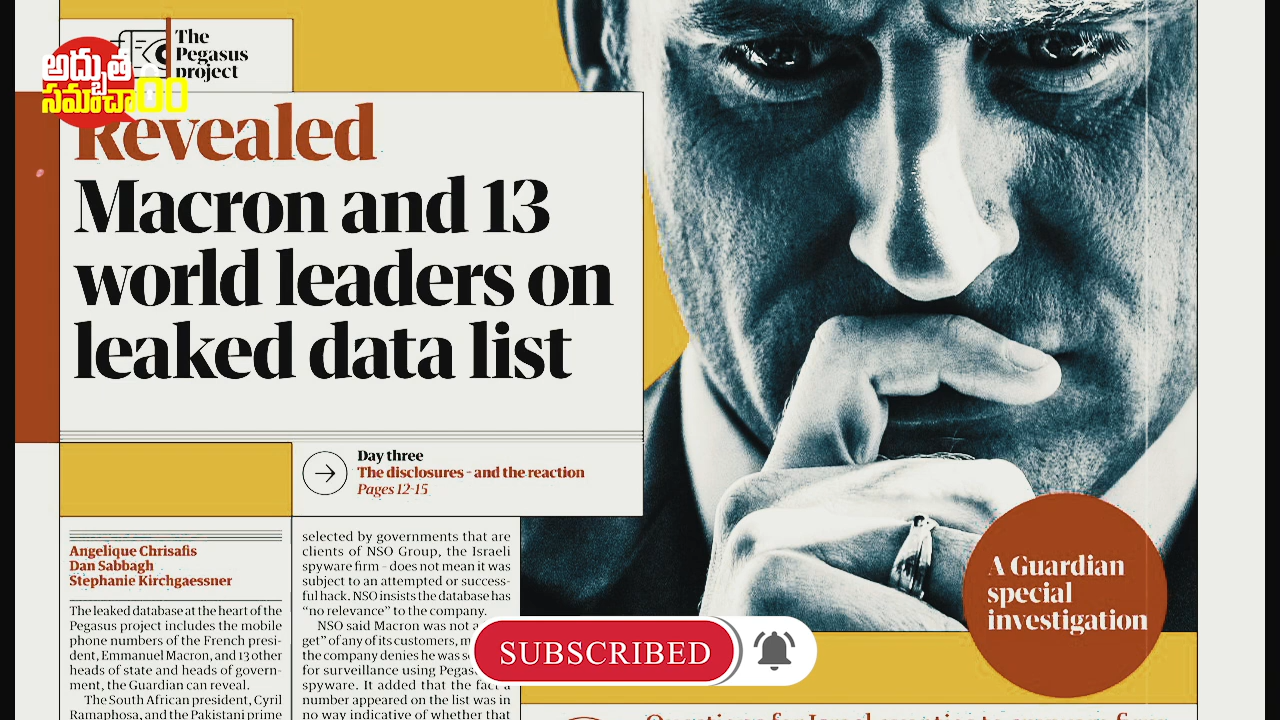 The
Pegasus
project
అద్భుత
సమాచారం
Revealed
Macron and 13
world leaders on
leaked data list
Day three
The disclosures - and the reaction
Pages 12-15
Angelique Chrisafis
Dan Sabbagh
Stephanie Kirchgaessner
The leaked database at the heart of the
Pegasus project includes the mobile
phone numbers of the French presi-
dent, Emmanuel Macron, and 13 other
heads of state and heads of govern-
ment, the Guardian can reveal.
The South African president, Cyril
Ramaphosa, and the Pakistani prime
selected by governments that are
clients of NSO Group, the Israeli
spyware firm - does not mean it was
subject to an attempted or success-
ful hack. NSO insists the database has
"no relevance" to the company.
NSO said Macron was not a
get" of any of its customers,
the company denies he was
for surveillance using
spyware. It added that the fact a
number appeared on the list was in
no way indicative of whether that
A Guardian
special
investigation
SUBSCRIBED